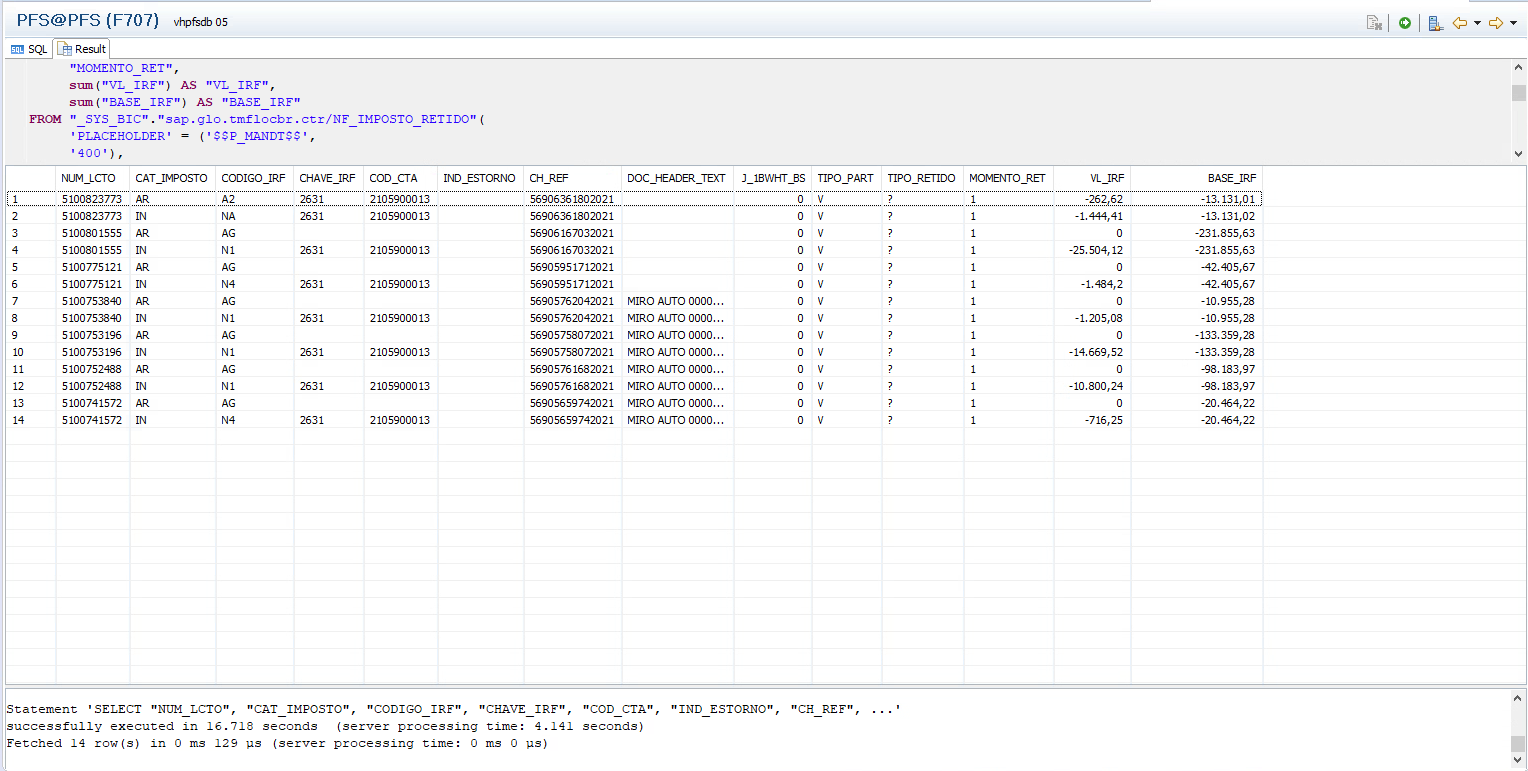 PFS@PFS (F707) vhpfsdb 05
SQL SQL Result
"MOMENTO_RET",
sum("VL_IRF") AS "VL_IRF",
sum("BASE_IRF") AS "BASE_IRF"
FROM "_SYS_BIC"."sap.glo.tmflocbr.ctr/NF_IMPOSTO_RETIDO"(
'PLACEHOLDER' = ('$$P_MANDT$$',
'400'),
NUM_LCTO CAT_IMPOSTO CODIGO_IRF CHAVE_IRF COD_CTA IND_ESTORNO CH_REF DOC_HEADER_TEXT J_1BWHT_BS TIPO_PART TIPO_RETIDO MOMENTO_RET VL_IRF BASE_IRF
1 5100823773 AR A2 2631 2105900013 56906361802021 0 V ? 1 -262,62 -13.131,01
2 5100823773 IN NA 2631 2105900013 56906361802021 0 V ? 1 -1.444,41 -13.131,02
3 5100801555 AR AG 56906167032021 0 V ? 1 0 -231.855,63
4 5100801555 IN N1 2631 2105900013 56906167032021 0 V ? 1 -25.504,12 -231.855,63
5 5100775121 AR AG 56905951712021 0 V ? 1 0 -42.405,67
6 5100775121 IN N4 2631 2105900013 56905951712021 0 V ? 1 -1.484,2 -42.405,67
7 5100753840 AR AG 56905762042021 MIRO AUTO 0000... 0 V ? 1 0 -10.955,28
8 5100753840 IN N1 2631 2105900013 56905762042021 MIRO AUTO 0000... 0 V ? 1 -1.205,08 -10.955,28
9 5100753196 AR AG 56905758072021 MIRO AUTO 0000... 0 V ? 1 0 -133.359,28
10 5100753196 IN N1 2631 2105900013 56905758072021 MIRO AUTO 0000... 0 V ? 1 -14.669,52 -133.359,28
11 5100752488 AR AG 56905761682021 MIRO AUTO 0000... 0 V ? 1 0 -98.183,97
12 5100752488 IN N1 2631 2105900013 56905761682021 MIRO AUTO 0000... 0 V ? 1 -10.800,24 -98.183,97
13 5100741572 AR AG 56905659742021 MIRO AUTO 0000... 0 V ? 1 0 -20.464,22
14 5100741572 IN N4 2631 2105900013 56905659742021 MIRO AUTO 0000... 0 V ? 1 -716,25 -20.464,22
Statement 'SELECT "NUM_LCTO", "CAT_IMPOSTO", "CODIGO_IRF", "CHAVE_IRF", "COD_CTA", "IND_ESTORNO", "CH_REF", ...'
successfully executed in 16.718 seconds (server processing time: 4.141 seconds)
Fetched 14 row(s) in 0 ms 129 µs (server processing time: 0 ms 0 µs)